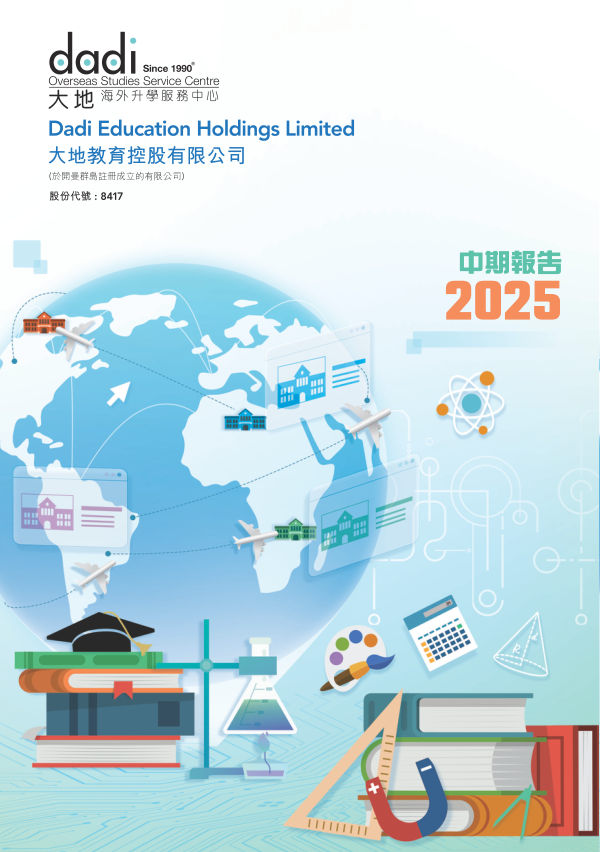 dadi Since 1990®
Overseas Studies Service Centre
大地 海外升學服務中心
Dadi Education Holdings Limited
大地教育控股有限公司
(於開曼群島註冊成立的有限公司)
股份代號 : 8417
中期報告
2025